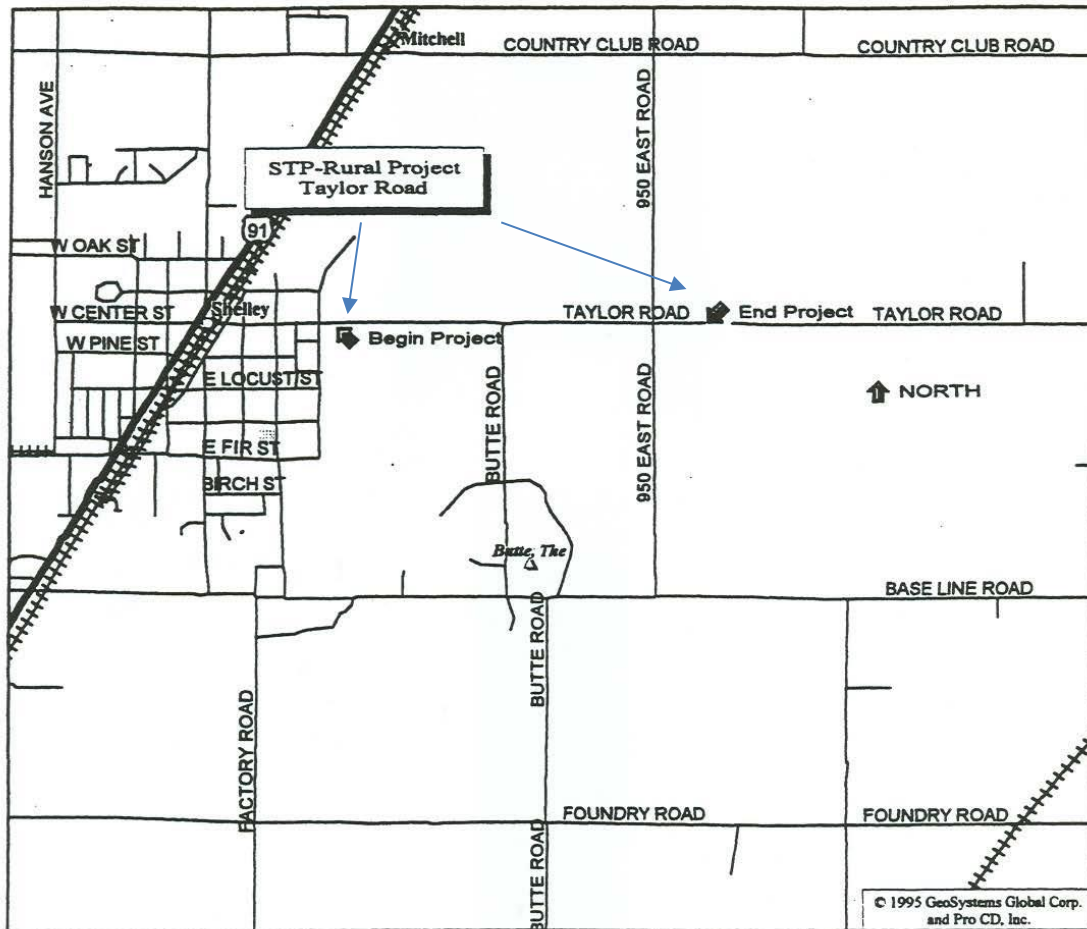 Mitchell
COUNTRY CLUB ROAD
COUNTRY CLUB ROAD
HANSON AVE
950 EAST ROAD
STP-Rural Project
Taylor Road
91
W OAK ST
W CENTER ST
Shelley
TAYLOR ROAD
End Project
TAYLOR ROAD
W PINE ST
Begin Project
E LOCUST ST
BUTTE ROAD
950 EAST ROAD
NORTH
E FIR ST
BIRCH ST
Butte, The
BASE LINE ROAD
BUTTE ROAD
FACTORY ROAD
FOUNDRY ROAD
FOUNDRY ROAD
BUTTE ROAD
© 1995 GeoSystems Global Corp.
and Pro CD, Inc.